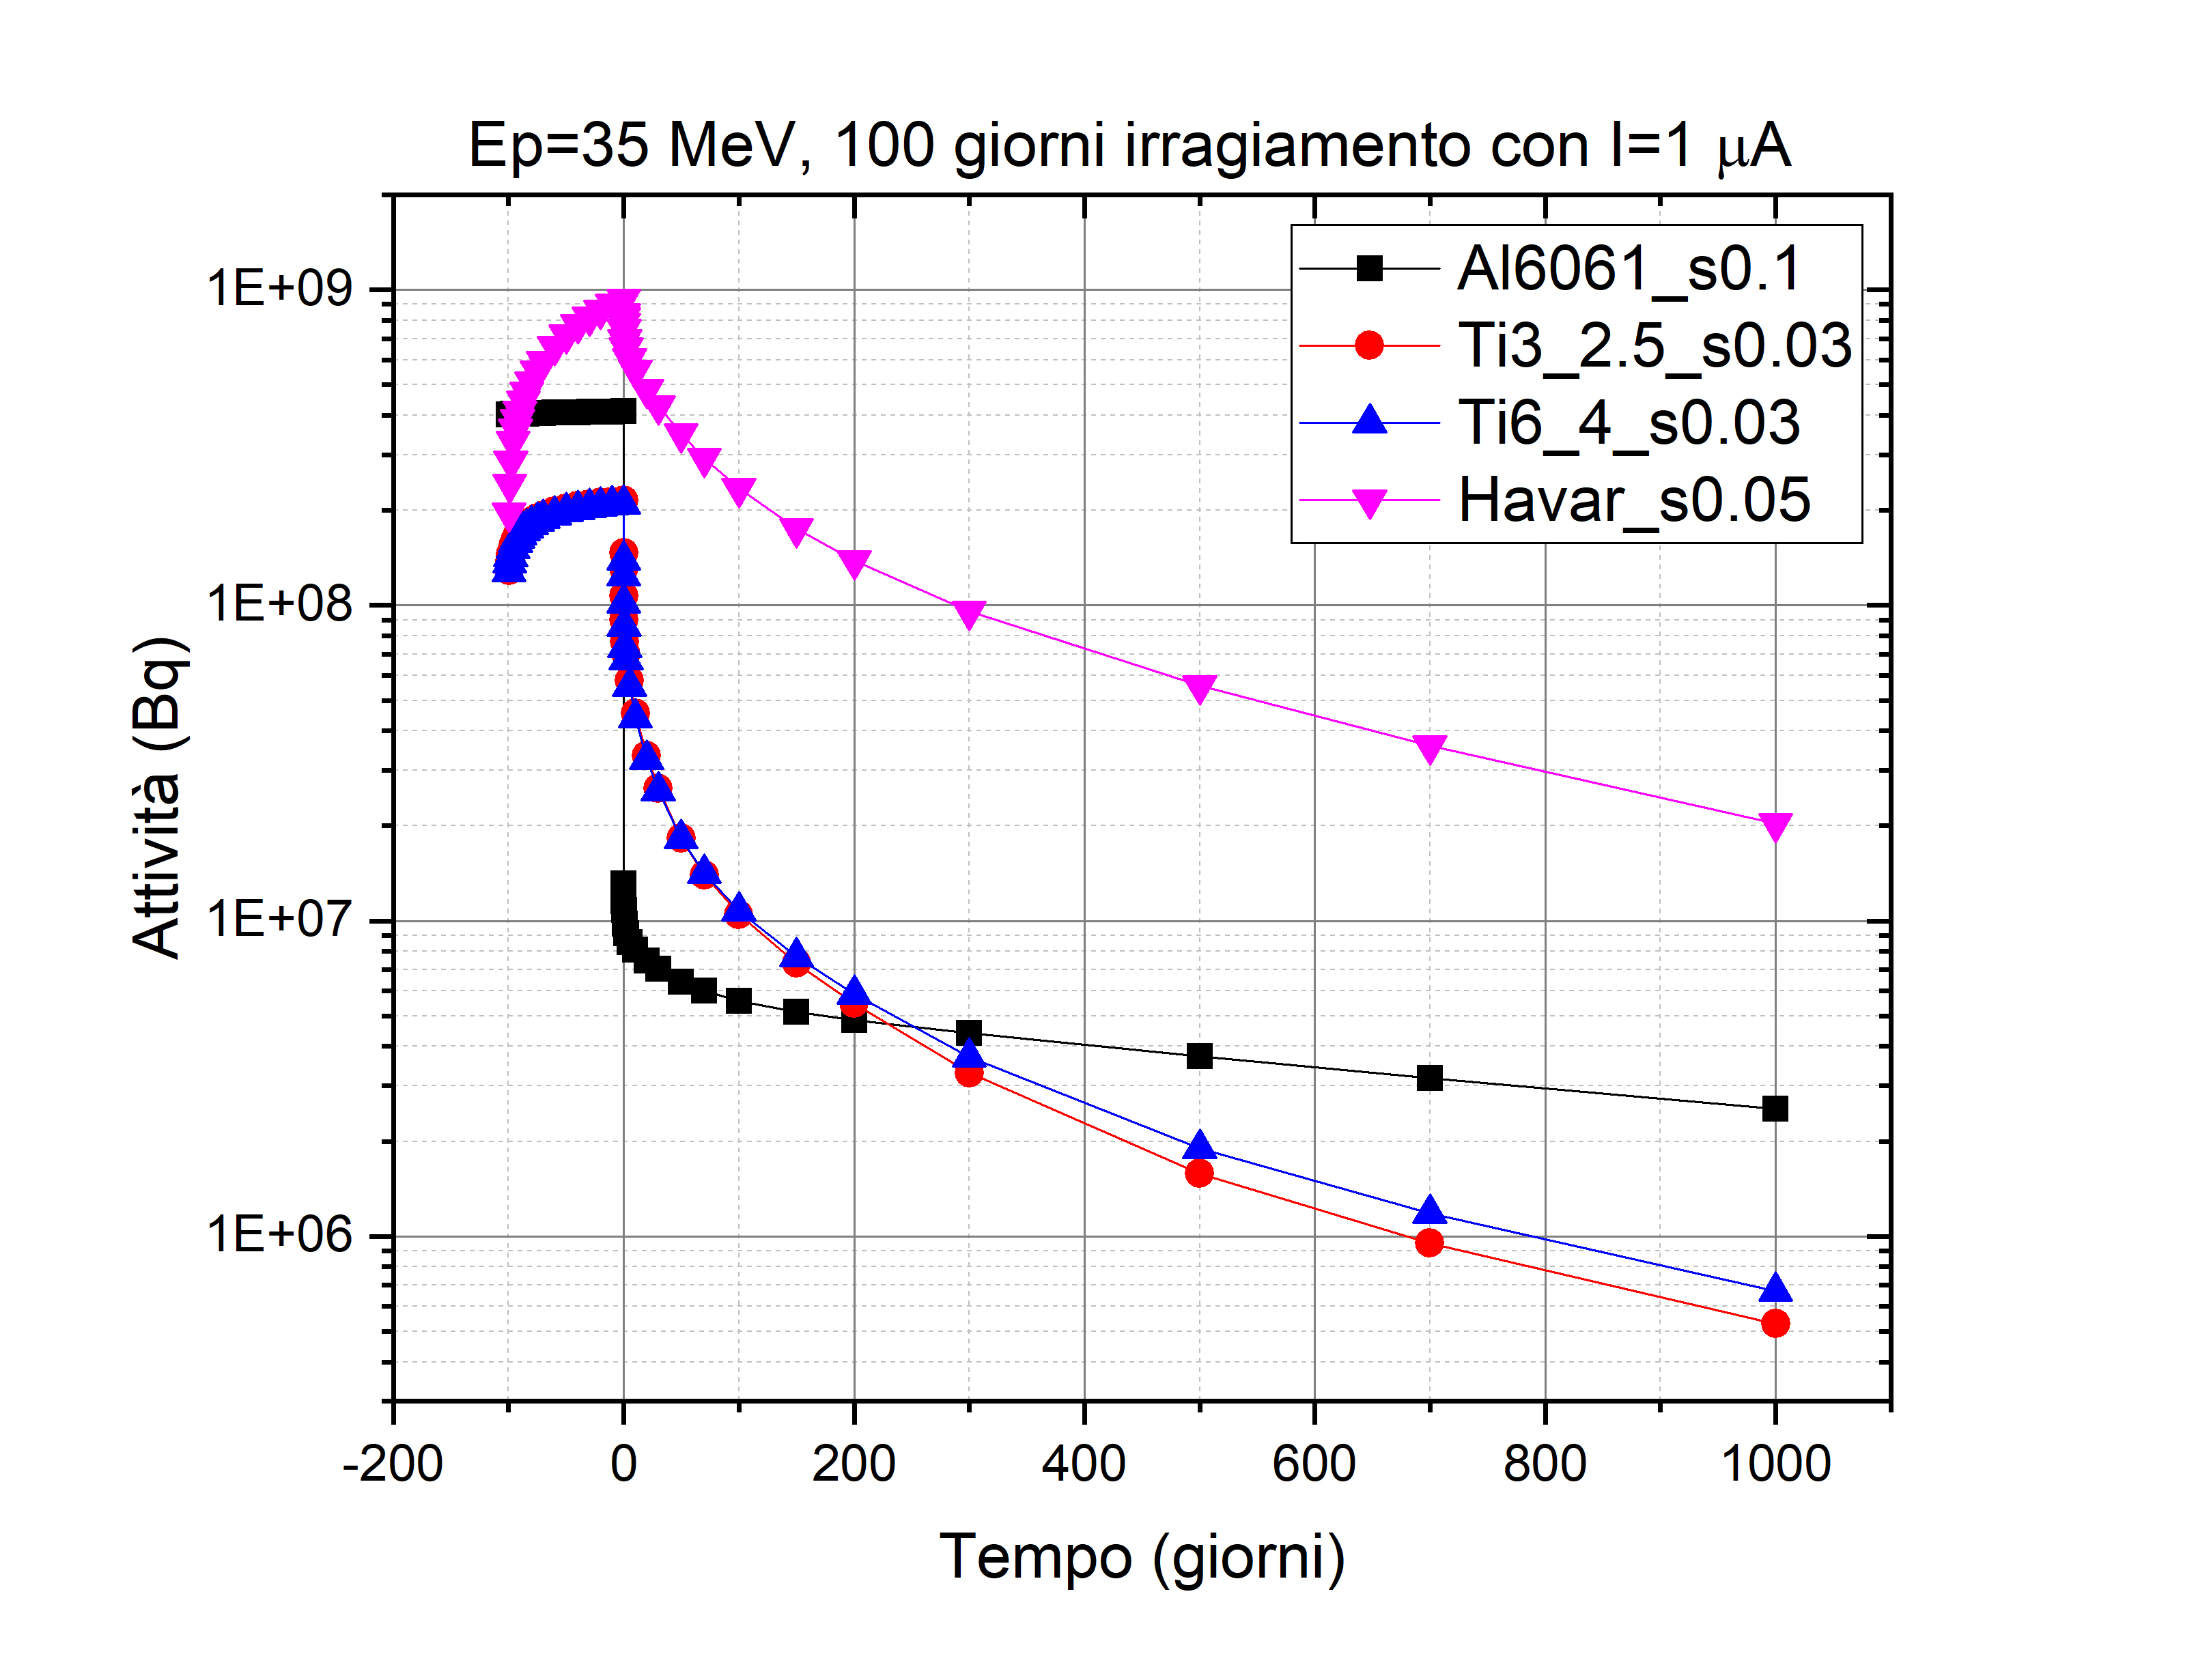 Ep=35 MeV, 100 giorni irragiamento con I=1 μA
Al6061_s0.1
Ti3_2.5_s0.03
Ti6_4_s0.03
Havar_s0.05
1E+09
1E+08
1E+07
1E+06
Attività (Bq)
-200 0 200 400 600 800 1000
Tempo (giorni)